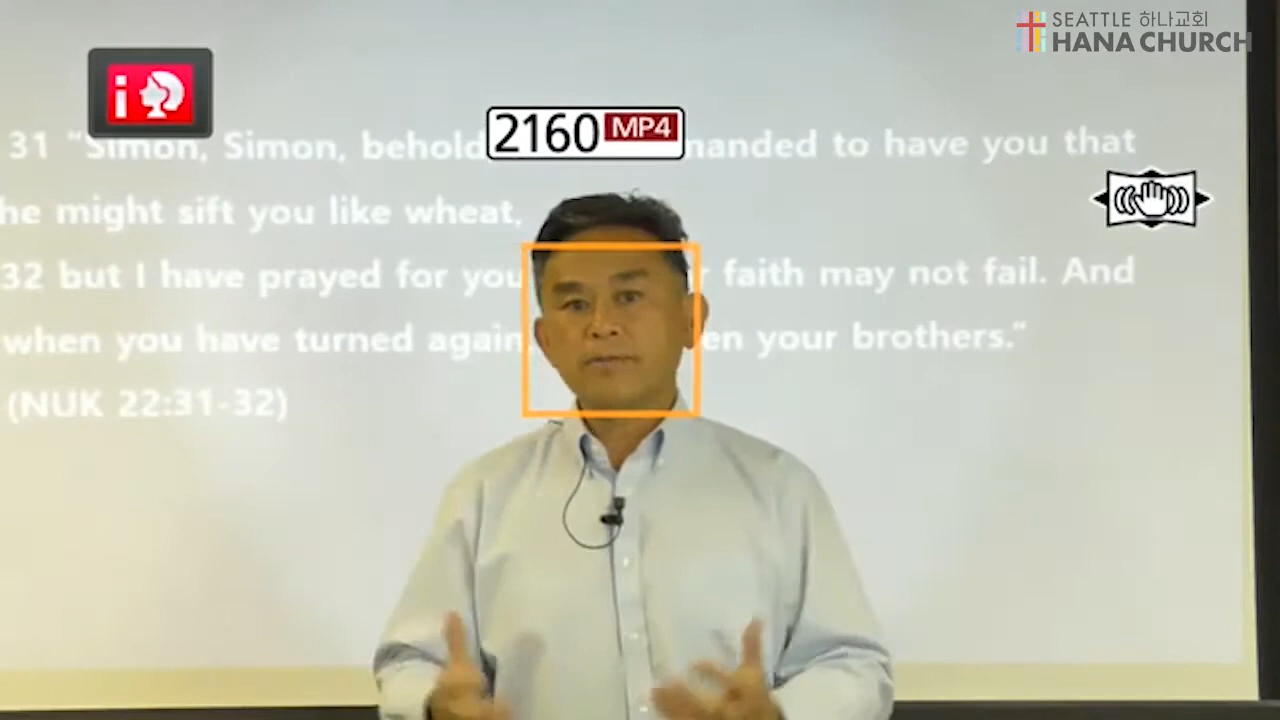 SEATTLE 하나교회
HANA CHURCH
i
2160 MP4
31 “Simon, Simon, behold manded to have you that
he might sift you like wheat,
32 but I have prayed for you r faith may not fail. And
when you have turned again en your brothers.”
(NUK 22:31-32)